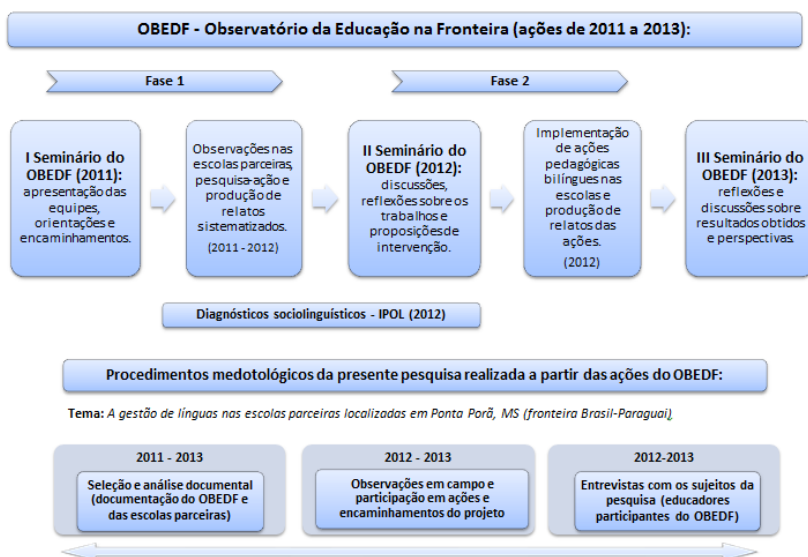 OBEDF - Observatório da Educação na Fronteira (ações de 2011 a 2013):
Fase 1
Fase 2
I Seminário do
OBEDF (2011):
apresentação das
equipes,
orientações e
encaminhamentos.
Observações nas
escolas parceiras,
pesquisa-ação e
produção de
relatos
sistematizados.
(2011 - 2012)
II Seminário do
OBEDF (2012):
discussões,
reflexões sobre os
trabalhos e
proposições de
intervenção.
Implementação
de ações
pedagógicas
bilíngues nas
escolas e
produção de
relatos das
ações.
(2012)
III Seminário do
OBEDF (2013):
reflexões e
discussões sobre
resultados obtidos
e perspectivas.
Diagnósticos sociolinguísticos - IPOL (2012)
Procedimentos medotológicos da presente pesquisa realizada a partir das ações do OBEDF:
Tema: A gestão de línguas nas escolas parceiras localizadas em Ponta Porã, MS (fronteira Brasil-Paraguai)
2011 - 2013
Seleção e análise documental
(documentação do OBEDF e
das escolas parceiras)
2012 - 2013
Observações em campo e
participação em ações e
encaminhamentos do projeto
2012-2013
Entrevistas com os sujeitos da
pesquisa (educadores
participantes do OBEDF)